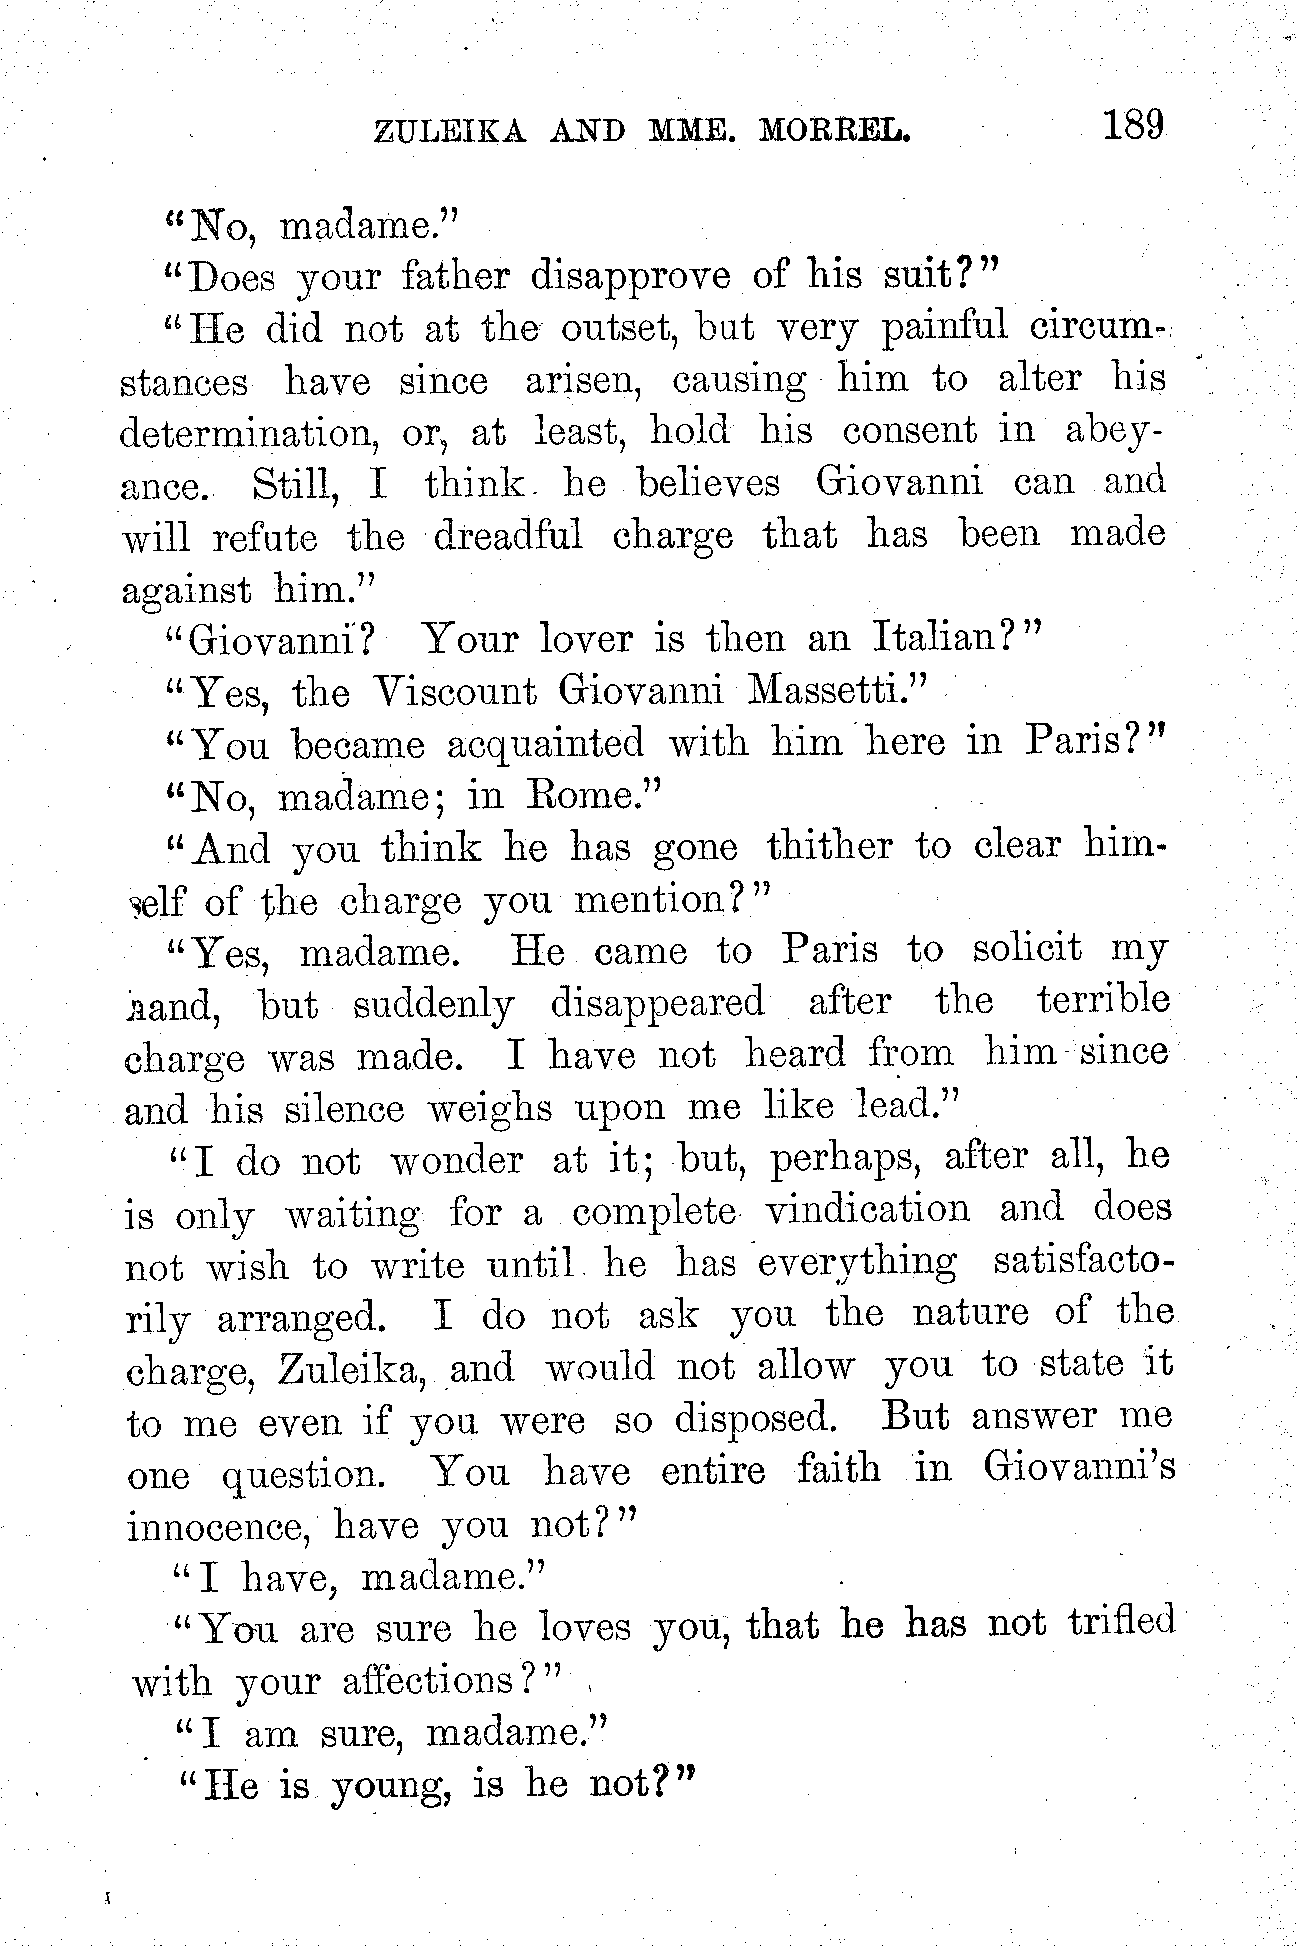 ZULEIKA AND MME. MORREL. 189
“No, madame.”
“Does your father disapprove of his suit?”
“He did not at the outset, but very painful circum-
stances have since arisen, causing him to alter his
determination, or, at least, hold his consent in abey-
ance. Still, I think he believes Giovanni can and
will refute the dreadful charge that has been made
against him.”
“Giovanni? Your lover is then an Italian?”
“Yes, the Viscount Giovanni Massetti.”
“You became acquainted with him here in Paris?”
“No, madame; in Rome.”
“And you think he has gone thither to clear him-
self of the charge you mention?”
“Yes, madame. He came to Paris to solicit my
hand, but suddenly disappeared after the terrible
charge was made. I have not heard from him since
and his silence weighs upon me like lead.”
“I do not wonder at it; but, perhaps, after all, he
is only waiting for a complete vindication and does
not wish to write until he has everything satisfacto-
rily arranged. I do not ask you the nature of the
charge, Zuleika, and would not allow you to state it
to me even if you were so disposed. But answer me
one question. You have entire faith in Giovanni’s
innocence, have you not?”
“I have, madame.”
“You are sure he loves you, that he has not trifled
with your affections?”
“I am sure, madame.”
“He is young, is he not?”